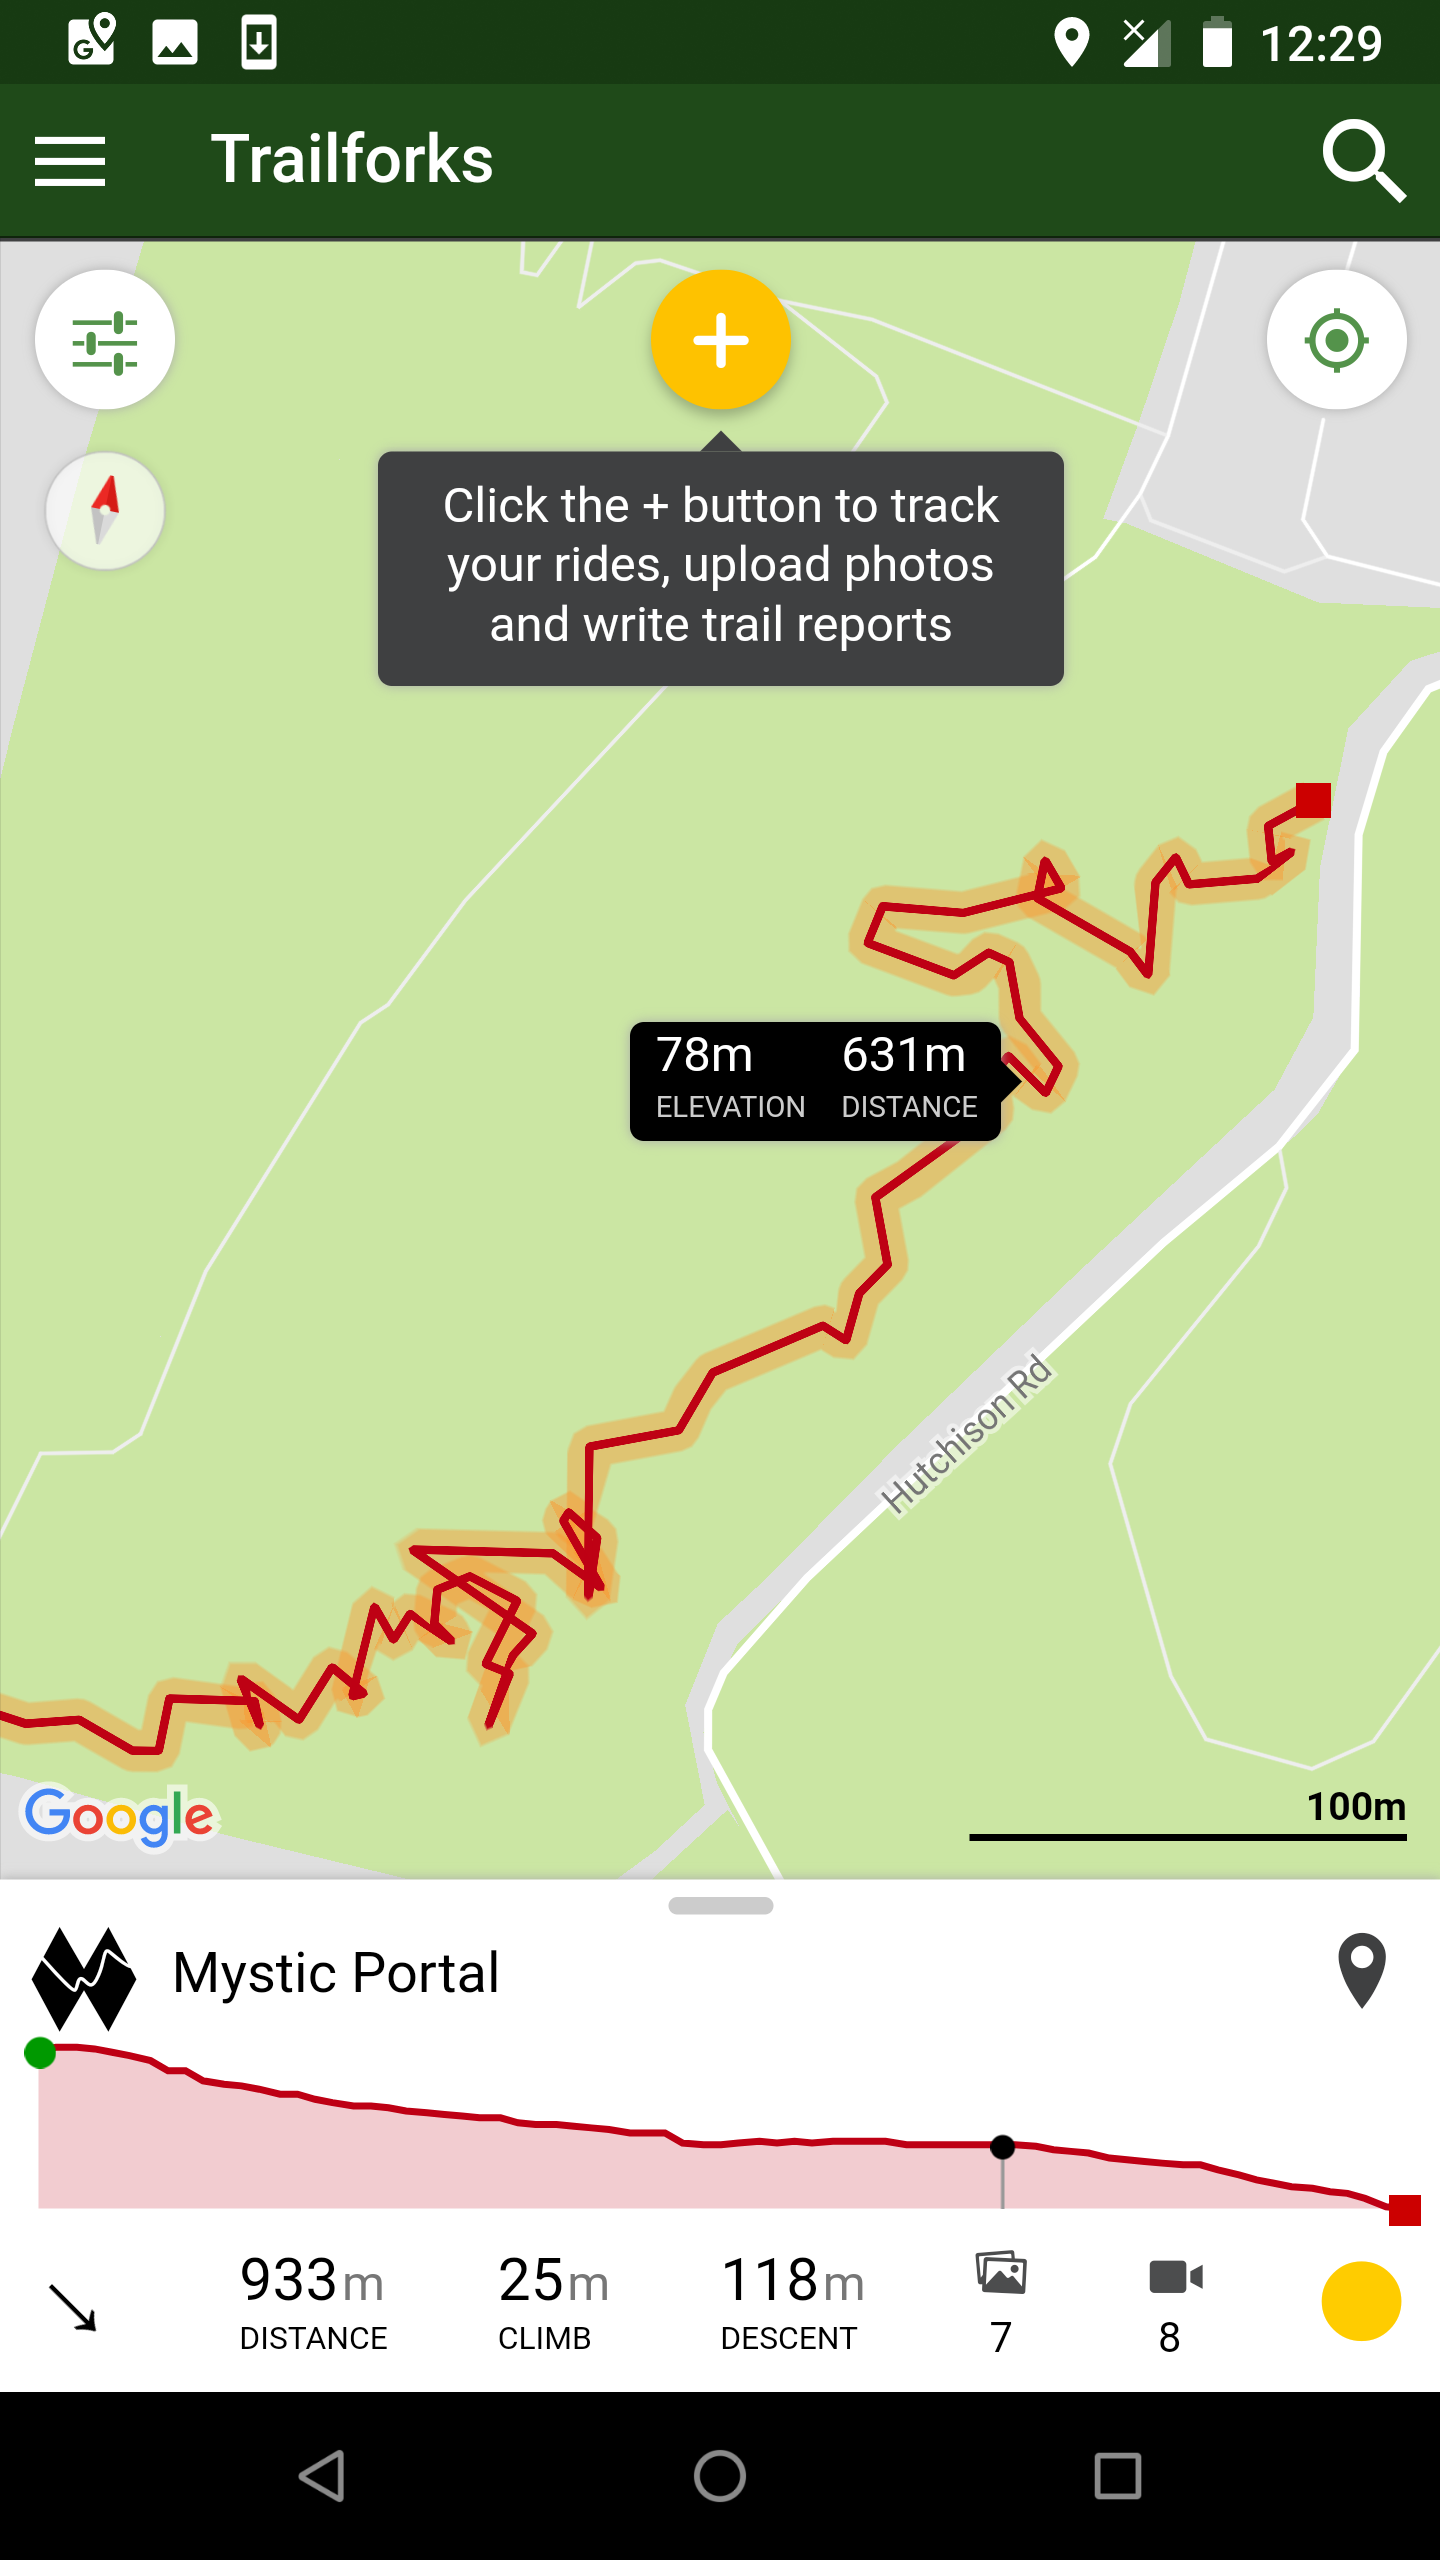 12:29
Trailforks
Click the + button to track
your rides, upload photos
and write trail reports
78m 631m
ELEVATION DISTANCE
Hutchison Rd
Google
100m
Mystic Portal
933m 25m 118m
DISTANCE CLIMB DESCENT 7 8